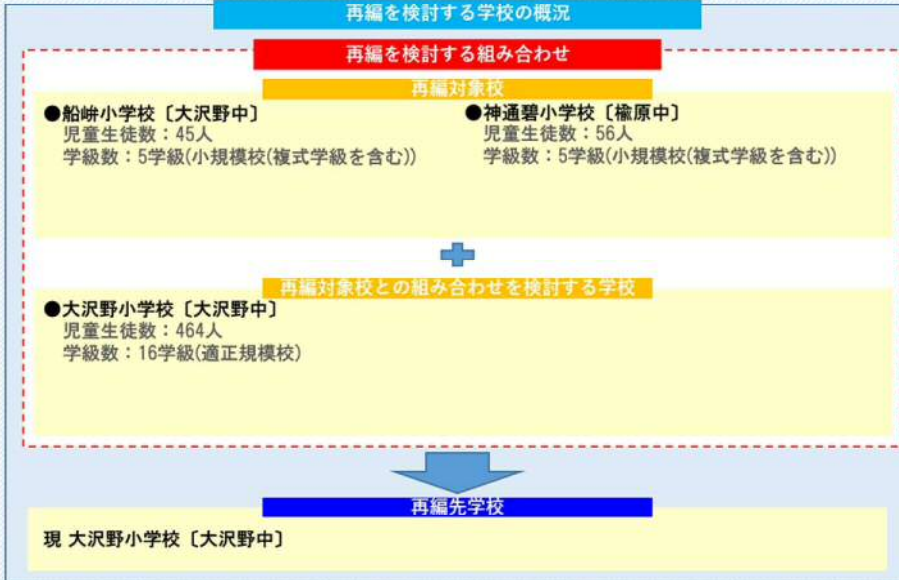 再編を検討する学校の概況
再編を検討する組み合わせ
再編対象校
●船峅小学校〔大沢野中〕
児童生徒数：45人
学級数：5学級(小規模校(複式学級を含む))
●神通碧小学校〔楡原中〕
児童生徒数：56人
学級数：5学級(小規模校(複式学級を含む))
再編対象校との組み合わせを検討する学校
●大沢野小学校〔大沢野中〕
児童生徒数：464人
学級数：16学級(適正規模校)
再編先学校
現 大沢野小学校〔大沢野中〕